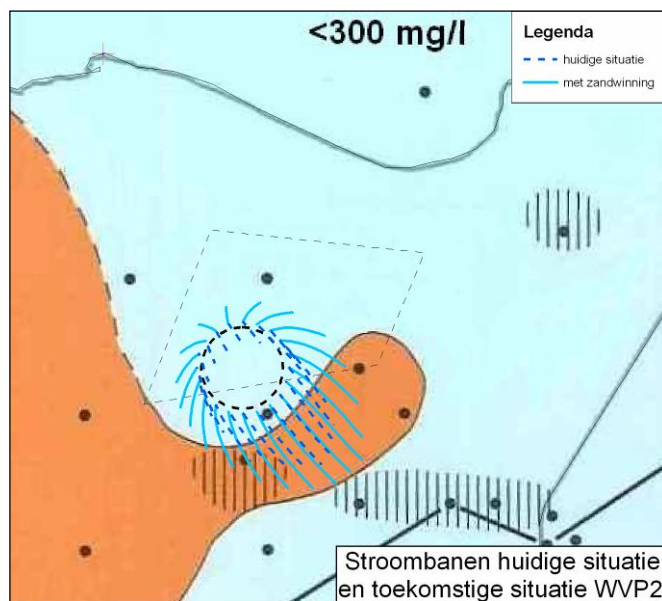 <300 mg/l
Legenda
huidige situatie
met zandwinning
Stroombanen huidige situatie
en toekomstige situatie WVP2